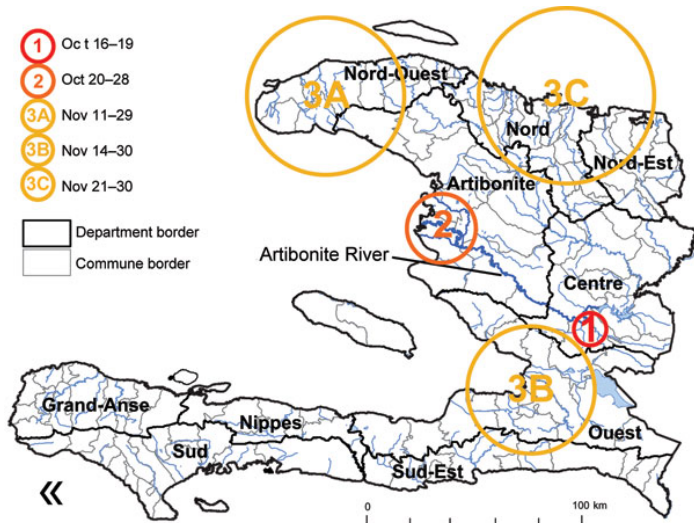 1 Oc t 16–19
2 Oct 20–28
3A Nov 11–29
3B Nov 14–30
3C Nov 21–30
Department border
Commune border
3A
Nord-Ouest
3C
Nord
Nord-Est
Artibonite
2
Artibonite River
Centre
1
3B
Grand-Anse
Nippes
Ouest
Sud
Sud-Est
«
0 100 km